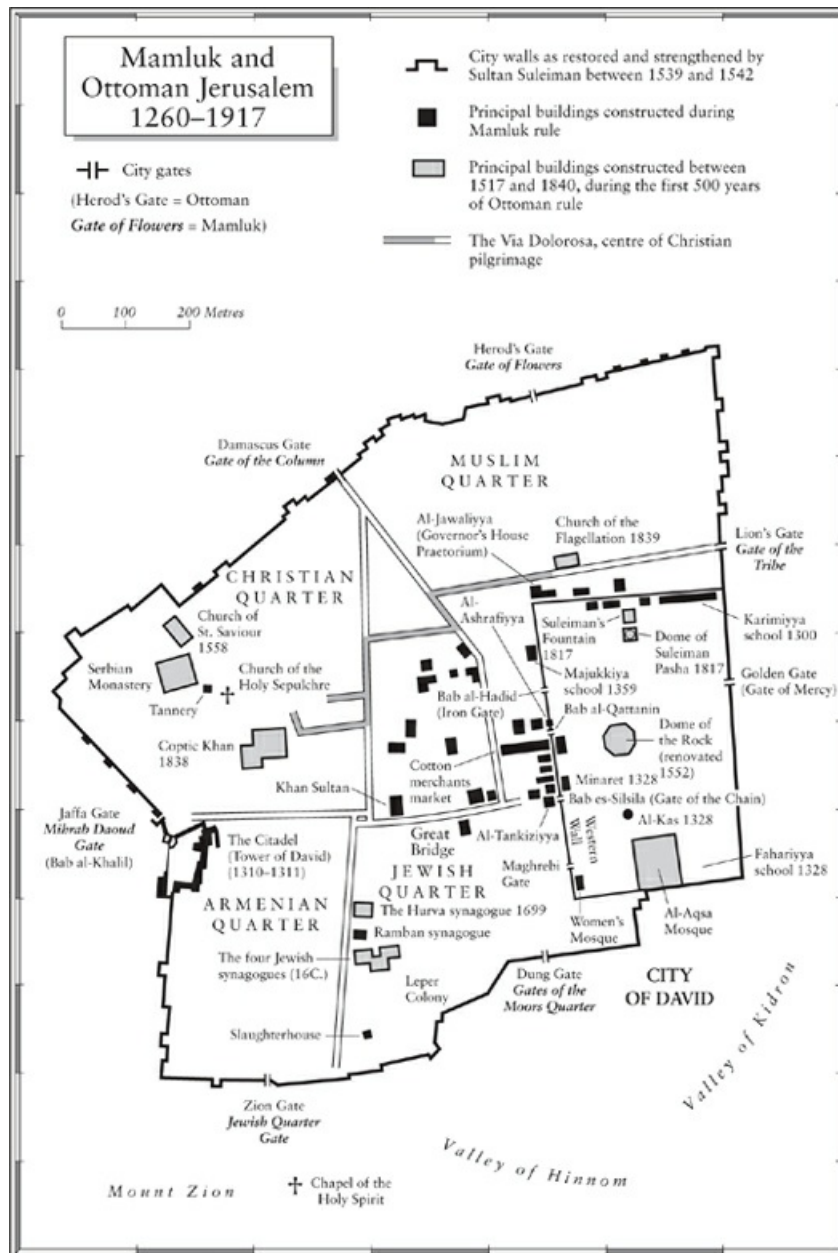 Mamluk and
Ottoman Jerusalem
1260–1917
City gates
(Herod's Gate = Ottoman
Gate of Flowers = Mamluk)
City walls as restored and strengthened by
Sultan Suleiman between 1539 and 1542
Principal buildings constructed during
Mamluk rule
Principal buildings constructed between
1517 and 1840, during the first 500 years
of Ottoman rule
The Via Dolorosa, centre of Christian
pilgrimage
0 100 200 Metres
Herod's Gate
Gate of Flowers
Damascus Gate
Gate of the Column
MUSLIM
QUARTER
Al-Jawaliyya
(Governor's House
Praetorium)
Church of the
Flagellation 1839
Lion's Gate
Gate of the
Tribe
CHRISTIAN
QUARTER
Al-
Ashrafiyya
Church of
St. Saviour
1558
Suleiman's
Fountain
1817
Dome of
Suleiman
Pasha 1817
Karimiyya
school 1300
Serbian
Monastery
Church of the
Holy Sepulchre
Tannery
Majukkiya
school 1359
Bab al-Hadid
(Iron Gate)
Bab al-Qattanin
Golden Gate
(Gate of Mercy)
Coptic Khan
1838
Dome of
the Rock
(renovated
1552)
Cotton
merchants
market
Khan Sultan
Minaret 1328
Bab es-Silsila (Gate of the Chain)
Al-Kas 1328
Jaffa Gate
Mihrab Daoud
Gate
(Bab al-Khalil)
The Citadel
(Tower of David)
(1310–1311)
Great
Bridge
Al-Tankiziyya
Western
Wall
JEWISH
QUARTER
Maghrebi
Gate
Fahariyya
school 1328
ARMENIAN
QUARTER
The Hurva synagogue 1699
Ramban synagogue
Women's
Mosque
Al-Aqsa
Mosque
The four Jewish
synagogues (16C.)
Leper
Colony
Dung Gate
Gates of the
Moors Quarter
CITY
OF DAVID
Slaughterhouse
Valley of Kidron
Zion Gate
Jewish Quarter
Gate
Valley of Hinnom
Mount Zion
Chapel of the
Holy Spirit